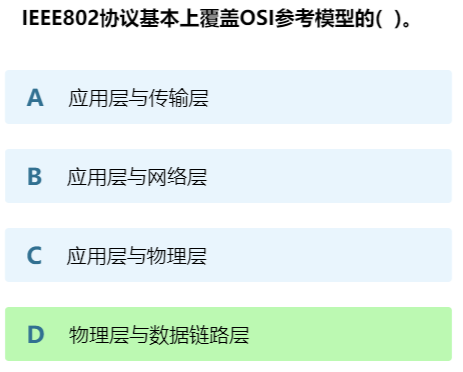 IEEE802协议基本上覆盖OSI参考模型的( )。
A 应用层与传输层
B 应用层与网络层
C 应用层与物理层
D 物理层与数据链路层